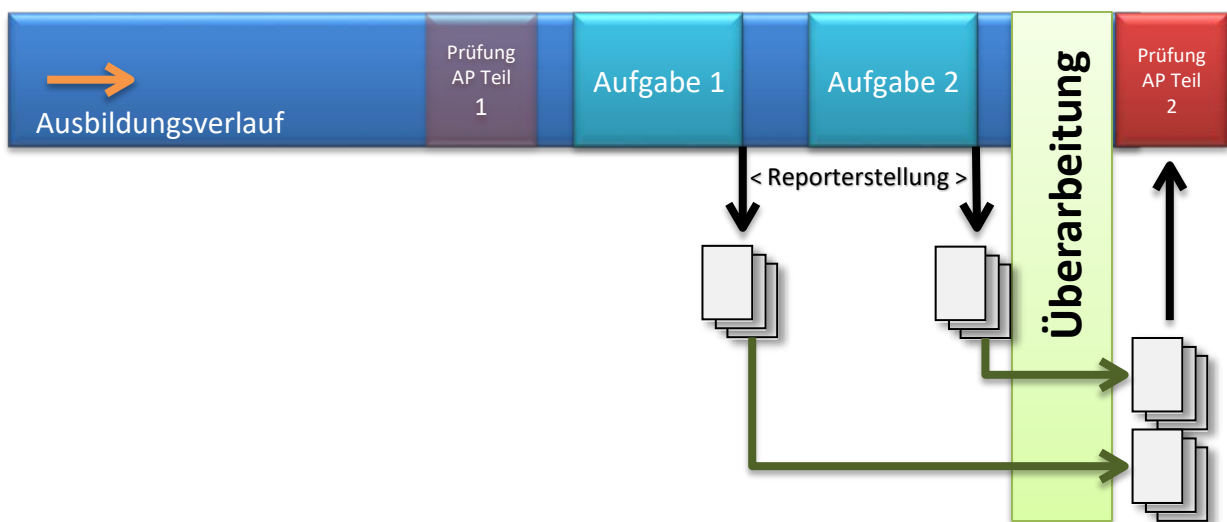 Ausbildungsverlauf
Prüfung
AP Teil
1
Aufgabe 1
Aufgabe 2
Überarbeitung
Prüfung
AP Teil
2
< Reporterstellung >